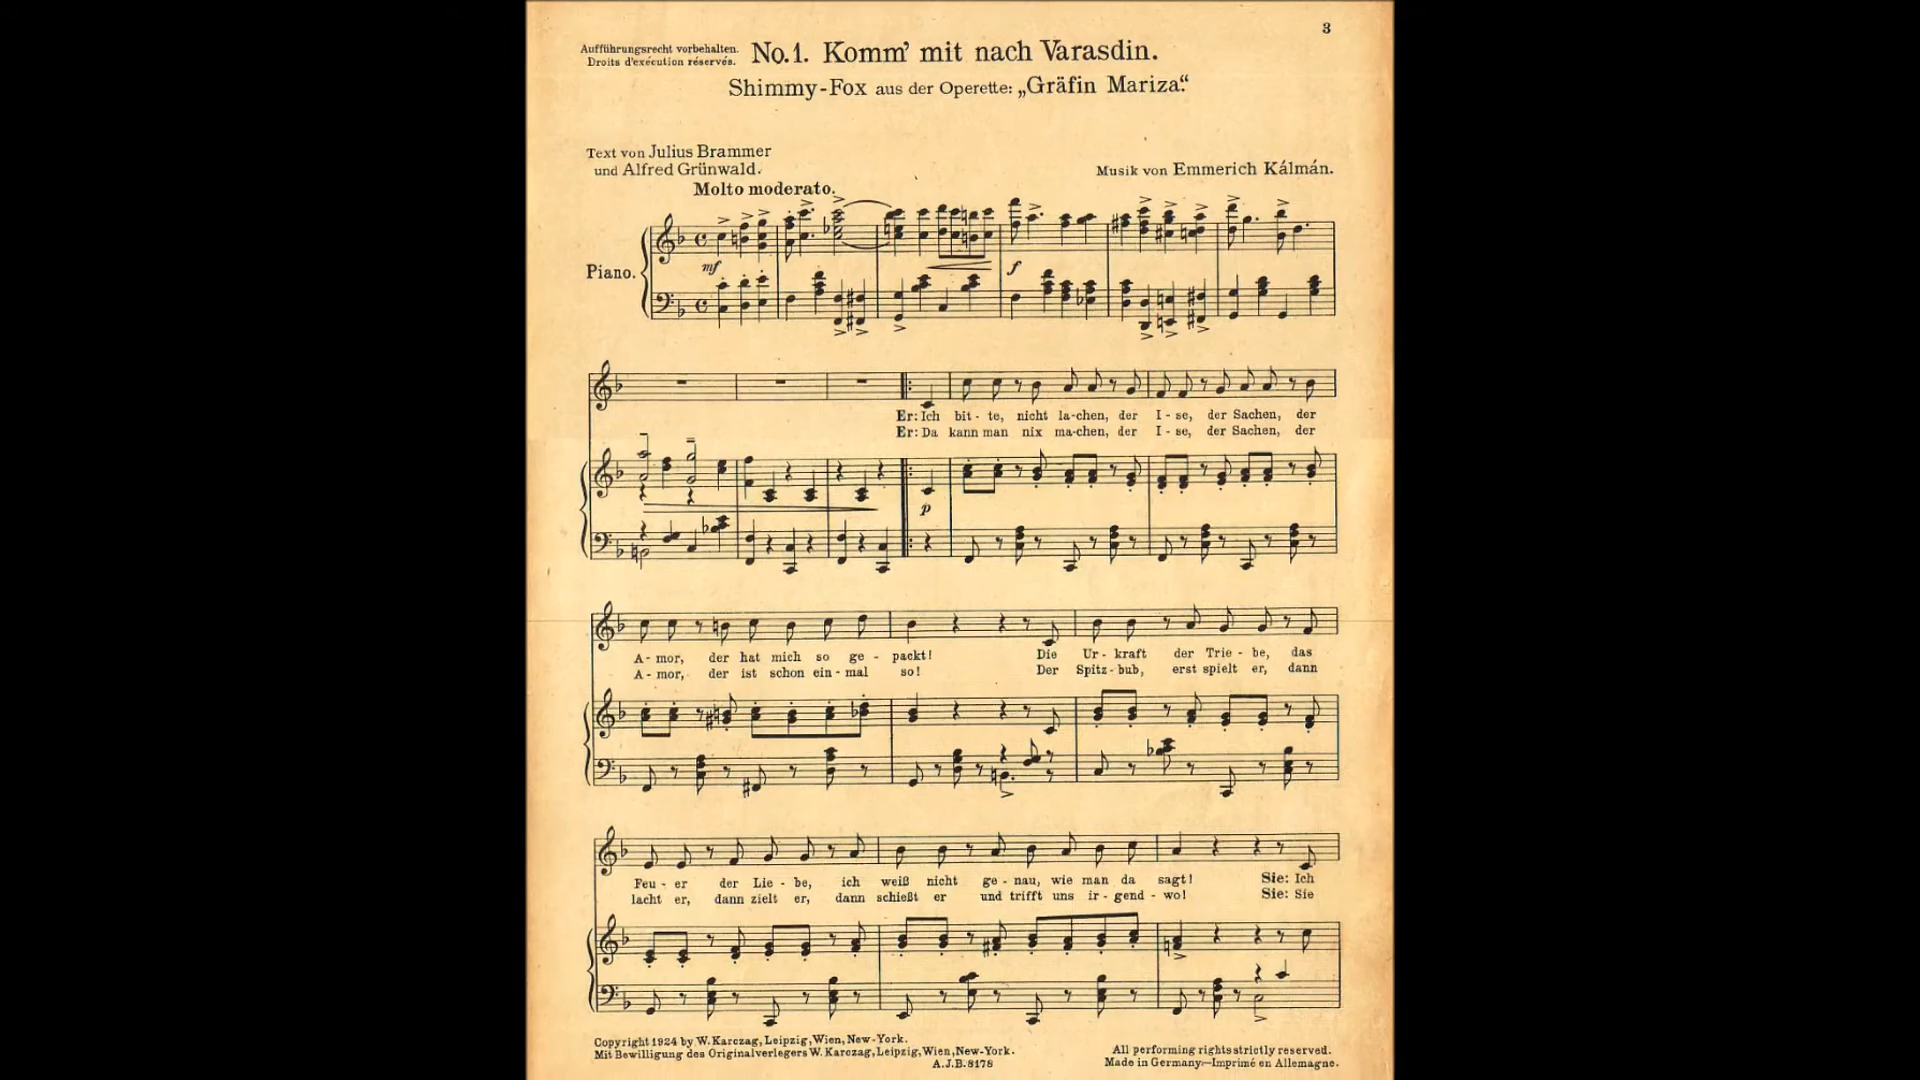 3
Aufführungsrecht vorbehalten.
Droits d'exécution réservés.
No.1. Komm' mit nach Varasdin.
Shimmy-Fox aus der Operette: „Gräfin Mariza“.
Text von Julius Brammer
und Alfred Grünwald.
Musik von Emmerich Kálmán.
Molto moderato.
Piano.
mf
f
Er: Ich bit - te, nicht la-chen, der I - se, der Sachen, der
Er: Da kann man nix ma-chen, der I - se, der Sachen, der
p
A - mor, der hat mich so ge - packt! Die Ur - kraft der Trie - be, das
A - mor, der ist schon ein - mal so! Der Spitz - bub, erst spielt er, dann
Feu - er der Lie - be, ich weiß nicht ge - nau, wie man da sagt! Sie: Ich
lacht er, dann zielt er, dann schießt er und trifft uns ir - gend - wo! Sie: Sie
Copyright 1924 by W. Karczag, Leipzig, Wien, New-York.
Mit Bewilligung des Originalverlegers W. Karczag, Leipzig, Wien, New-York.
A.J.B. 8178
All performing rights strictly reserved.
Made in Germany.—Imprimé en Allemagne.